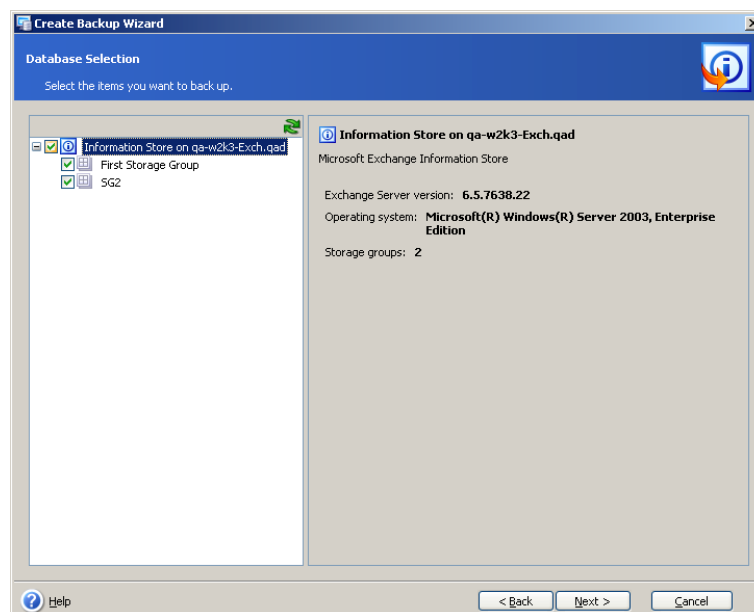 Create Backup Wizard
Database Selection
Select the items you want to back up.
Information Store on qa-w2k3-Exch.qad
First Storage Group
SG2
Information Store on qa-w2k3-Exch.qad
Microsoft Exchange Information Store
Exchange Server version: 6.5.7638.22
Operating system: Microsoft(R) Windows(R) Server 2003, Enterprise
Edition
Storage groups: 2
Help
< Back
Next >
Cancel